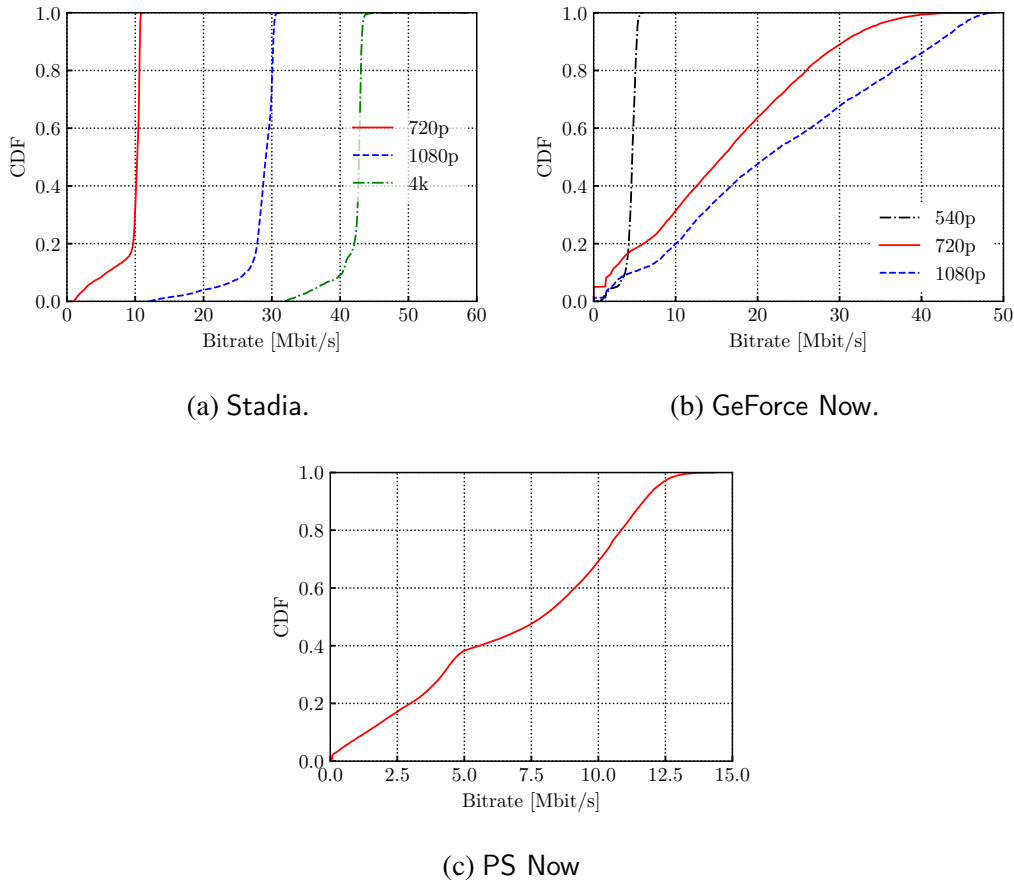 1.0
0.8
0.6
0.4
0.2
0.0
CDF
0 10 20 30 40 50 60
Bitrate [Mbit/s]
720p
1080p
4k
(a) Stadia.
1.0
0.8
0.6
0.4
0.2
0.0
CDF
0 10 20 30 40 50
Bitrate [Mbit/s]
540p
720p
1080p
(b) GeForce Now.
1.0
0.8
0.6
0.4
0.2
0.0
CDF
0.0 2.5 5.0 7.5 10.0 12.5 15.0
Bitrate [Mbit/s]
(c) PS Now